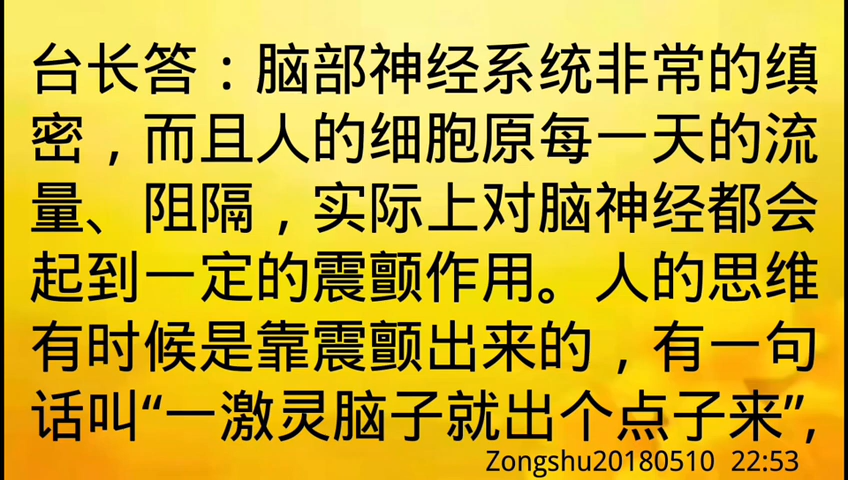 台长答：脑部神经系统非常的缜
密，而且人的细胞原每一天的流
量、阻隔，实际上对脑神经都会
起到一定的震颤作用。人的思维
有时候是靠震颤出来的，有一句
话叫“一激灵脑子就出个点子来”,
Zongshu20180510 22:53